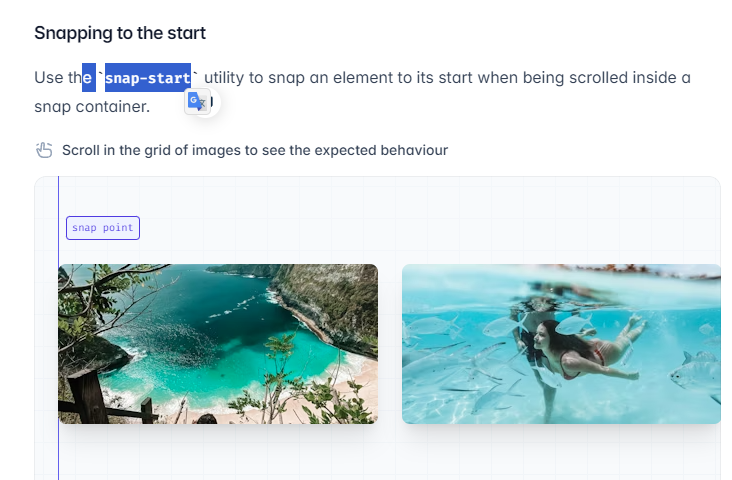 Snapping to the start
Use the `snap-start` utility to snap an element to its start when being scrolled inside a
snap container.
Scroll in the grid of images to see the expected behaviour
snap point